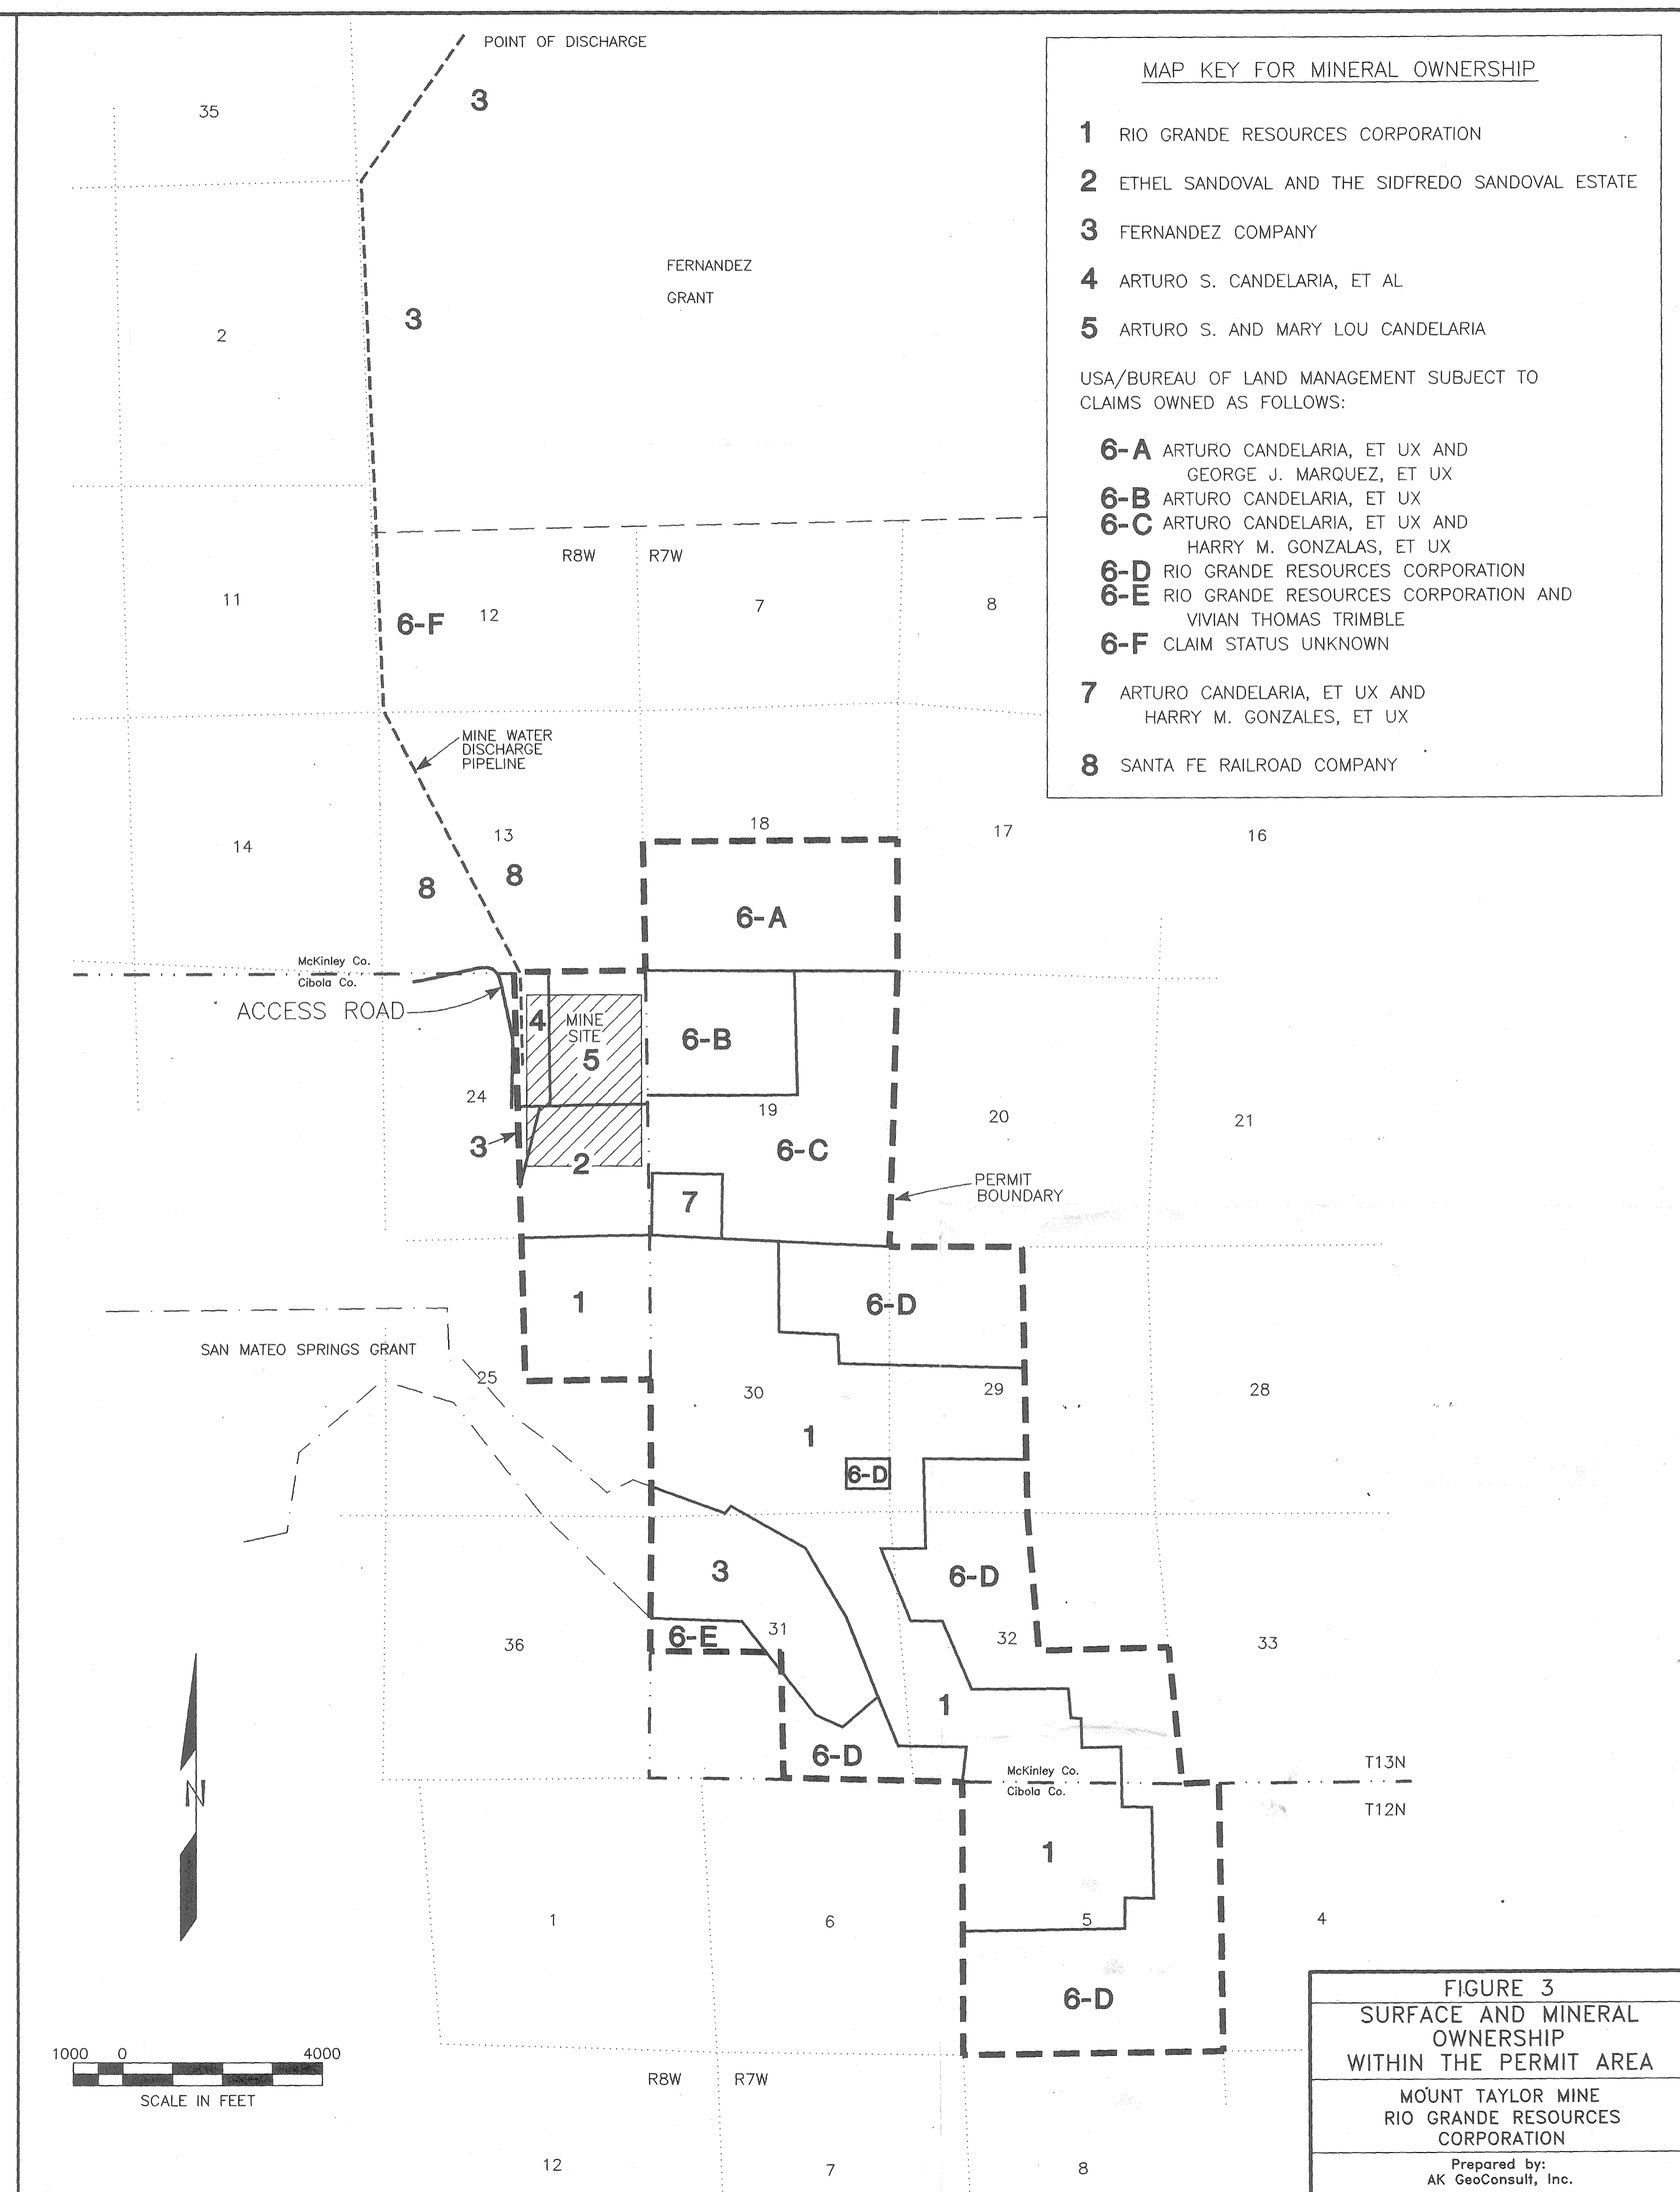 POINT OF DISCHARGE
3
35
FERNANDEZ
GRANT
3
2
R8W
R7W
11
6-F
12
7
8
MINE WATER
DISCHARGE
PIPELINE
13
18
17
16
14
8
8
6-A
McKinley Co.
Cibola Co.
ACCESS ROAD
4
MINE
SITE
5
6-B
24
19
20
21
3
2
6-C
7
PERMIT
BOUNDARY
1
6-D
SAN MATEO SPRINGS GRANT
25
30
29
28
1
6-D
3
6-D
36
6-E
31
32
33
1
6-D
McKinley Co.
Cibola Co.
T13N
T12N
N
1
1
6
5
4
6-D
1000 0 4000
SCALE IN FEET
R8W
R7W
12
7
8
MAP KEY FOR MINERAL OWNERSHIP
1 RIO GRANDE RESOURCES CORPORATION
2 ETHEL SANDOVAL AND THE SIDFREDO SANDOVAL ESTATE
3 FERNANDEZ COMPANY
4 ARTURO S. CANDELARIA, ET AL
5 ARTURO S. AND MARY LOU CANDELARIA
USA/BUREAU OF LAND MANAGEMENT SUBJECT TO
CLAIMS OWNED AS FOLLOWS:
6-A ARTURO CANDELARIA, ET UX AND
GEORGE J. MARQUEZ, ET UX
6-B ARTURO CANDELARIA, ET UX
6-C ARTURO CANDELARIA, ET UX AND
HARRY M. GONZALAS, ET UX
6-D RIO GRANDE RESOURCES CORPORATION
6-E RIO GRANDE RESOURCES CORPORATION AND
VIVIAN THOMAS TRIMBLE
6-F CLAIM STATUS UNKNOWN
7 ARTURO CANDELARIA, ET UX AND
HARRY M. GONZALES, ET UX
8 SANTA FE RAILROAD COMPANY
FIGURE 3
SURFACE AND MINERAL
OWNERSHIP
WITHIN THE PERMIT AREA
MOUNT TAYLOR MINE
RIO GRANDE RESOURCES
CORPORATION
Prepared by:
AK GeoConsult, Inc.